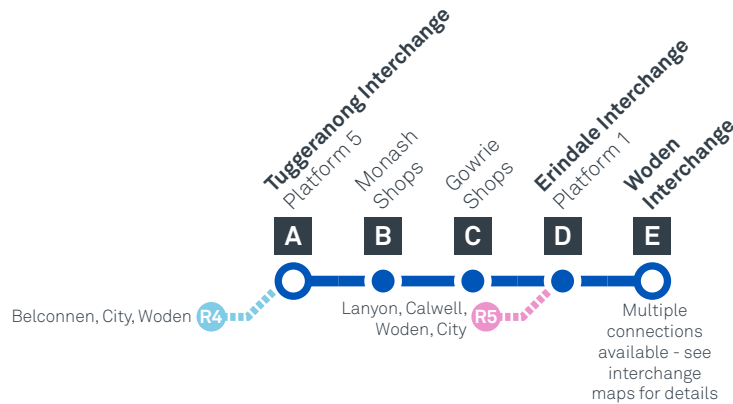 Tuggeranong Interchange
Platform 5
Monash
Shops
Gowrie
Shops
Erindale Interchange
Platform 1
Woden
Interchange
A
B
C
D
E
Belconnen, City, Woden
R4
Lanyon, Calwell,
Woden, City
R5
Multiple
connections
available - see
interchange
maps for details